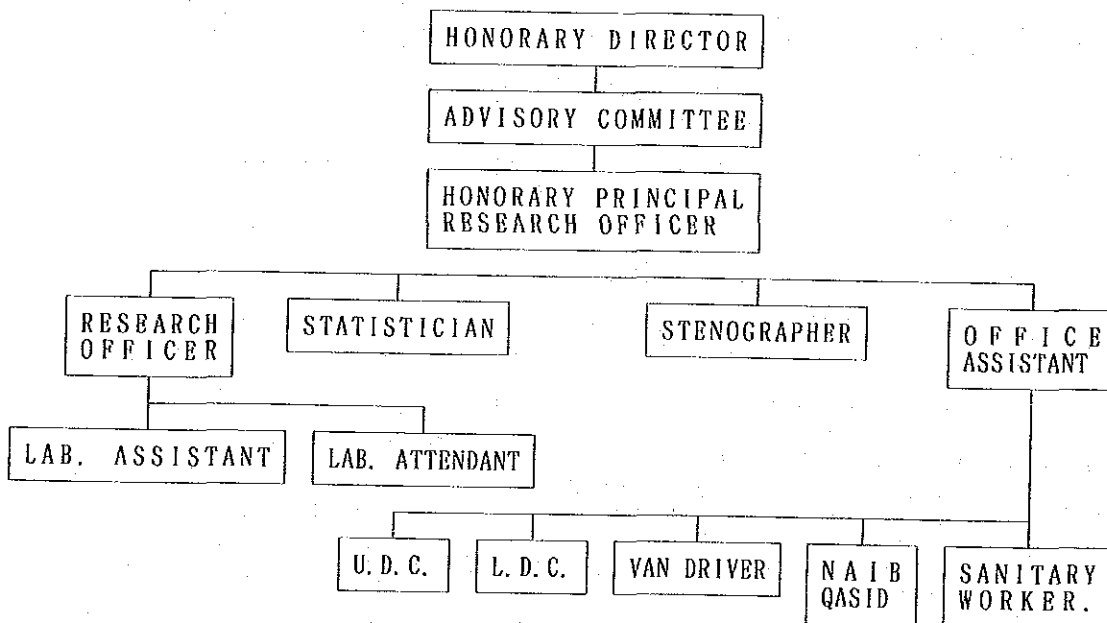 HONORARY DIRECTOR
ADVISORY COMMITTEE
HONORARY PRINCIPAL
RESEARCH OFFICER
RESEARCH
OFFICER
STATISTICIAN
STENOGRAPHER
OFFICE
ASSISTANT
LAB. ASSISTANT
LAB. ATTENDANT
U.D.C.
L.D.C.
VAN DRIVER
NAIB
QASID
SANITARY
WORKER.